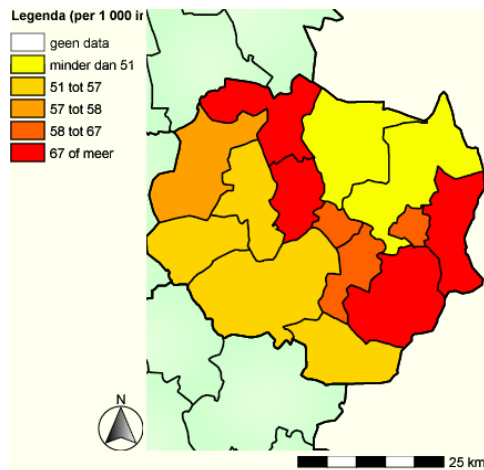 Legenda (per 1 000 in
geen data
minder dan 51
51 tot 57
57 tot 58
58 tot 67
67 of meer
N
25 km